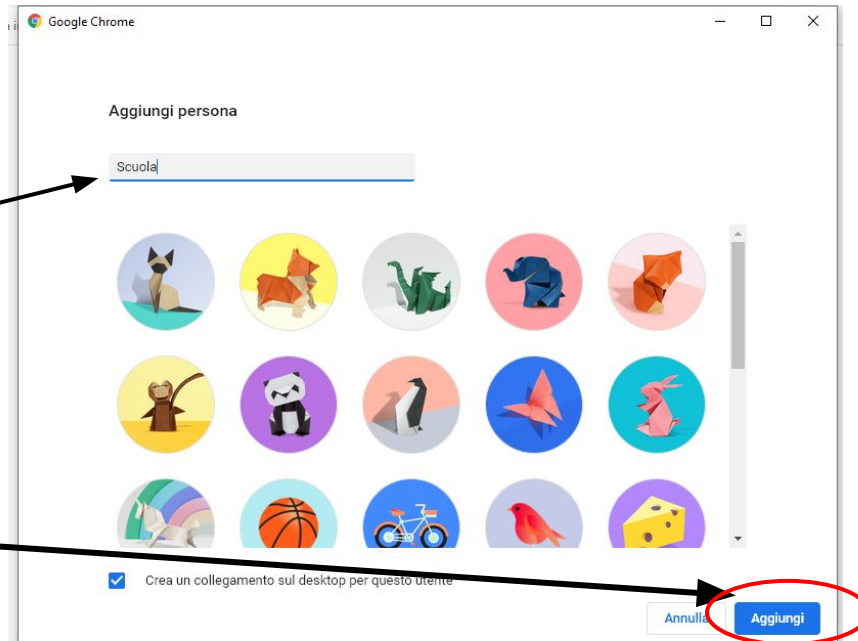 Google Chrome
Aggiungi persona
Scuola
Crea un collegamento sul desktop per questo utente
Annulla
Aggiungi